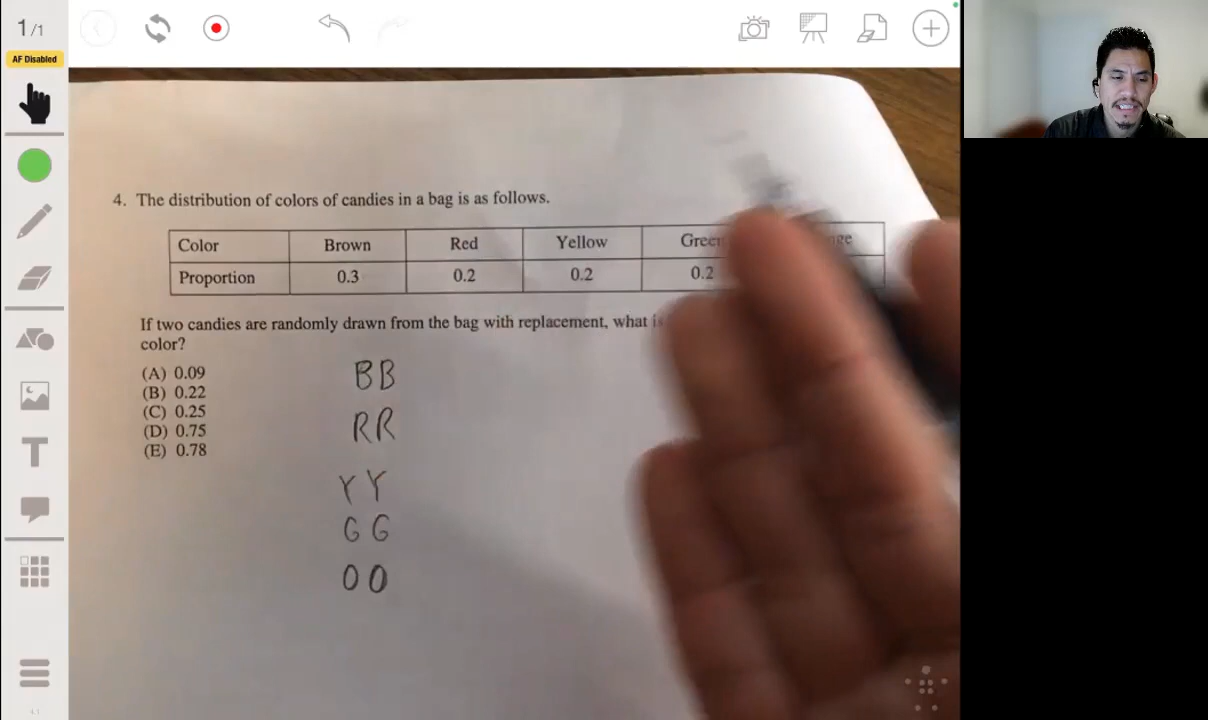 1/1
AF Disabled
4. The distribution of colors of candies in a bag is as follows.
Color Brown Red Yellow Green
Proportion 0.3 0.2 0.2 0.2
If two candies are randomly drawn from the bag with replacement, what is
color?
(A) 0.09
(B) 0.22
(C) 0.25
(D) 0.75
(E) 0.78
BB
RR
YY
GG
OO
T